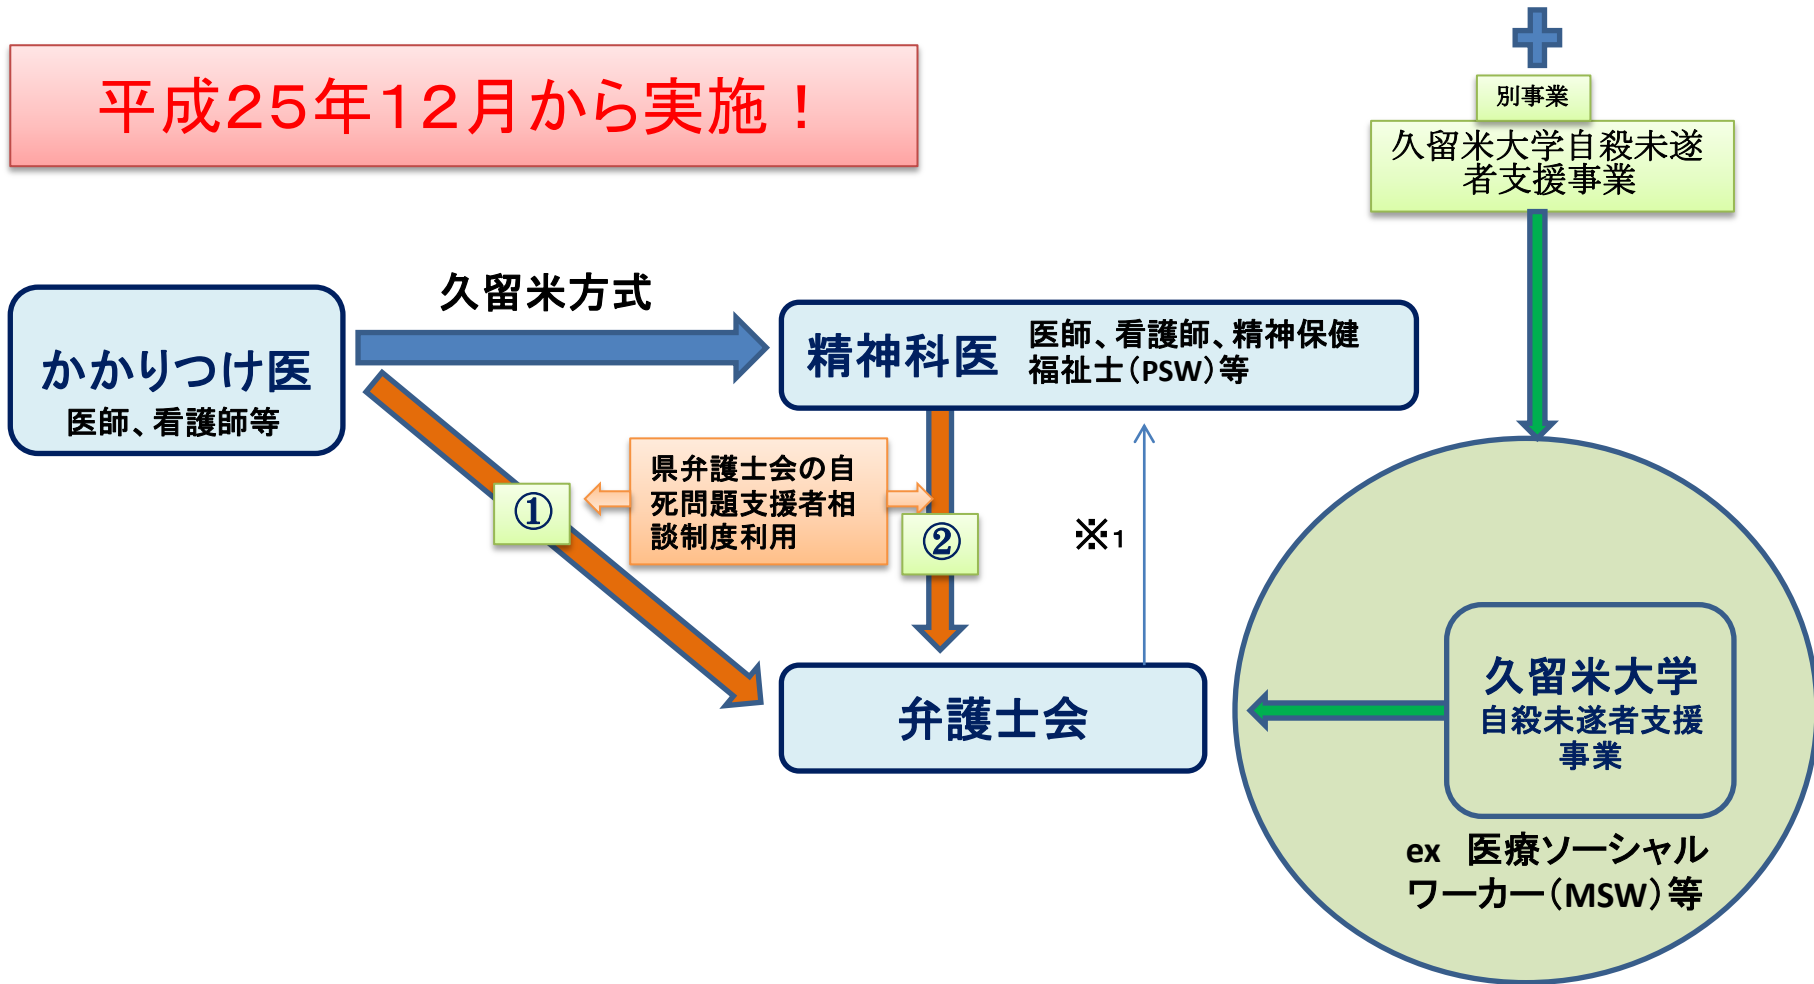 平成２５年１２月から実施！
別事業
久留米大学自殺未遂
者支援事業
久留米方式
かかりつけ医
医師、看護師等
精神科医
医師、看護師、精神保健
福祉士（PSW）等
県弁護士会の自
死問題支援者相
談制度利用
①
②
※1
弁護士会
久留米大学
自殺未遂者支援
事業
ex　医療ソーシャル
ワーカー（MSW）等